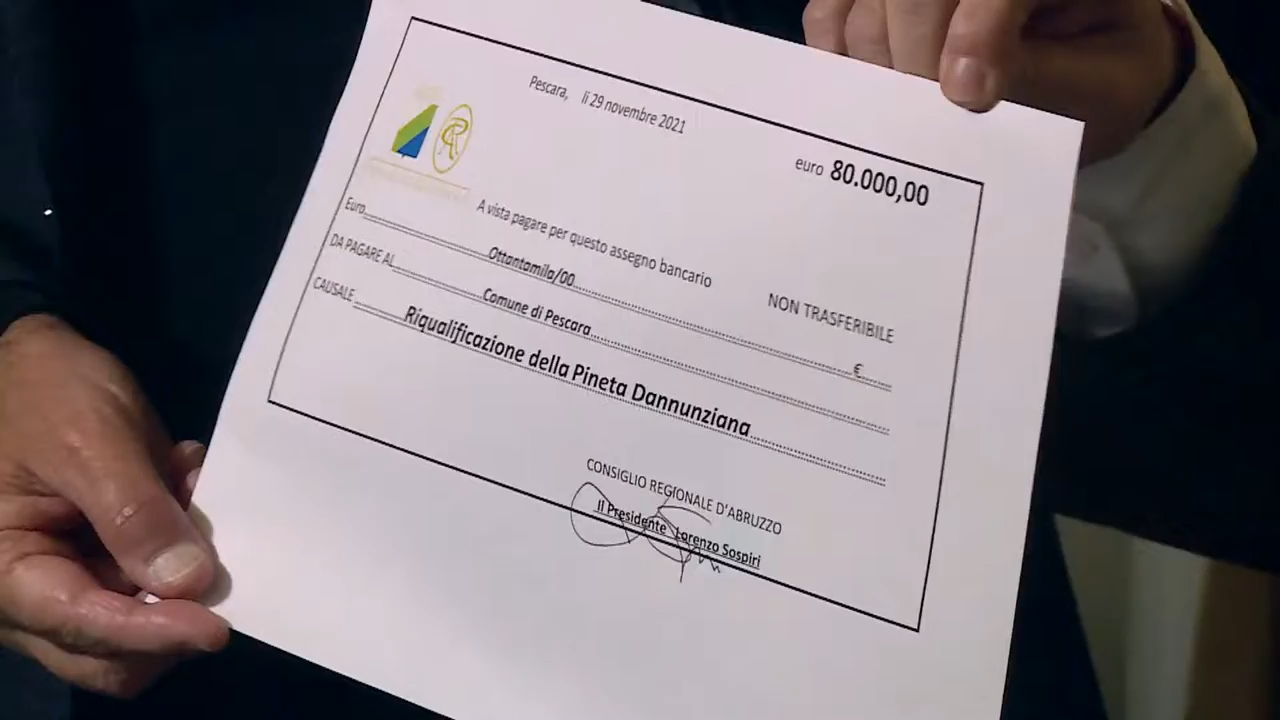 Pescara, lì 29 novembre 2021
euro 80.000,00
A vista pagare per questo assegno bancario
NON TRASFERIBILE
Euro Ottantamila/00 €
DA PAGARE AL Comune di Pescara
CAUSALE Riqualificazione della Pineta Dannunziana
CONSIGLIO REGIONALE D'ABRUZZO
Il Presidente Lorenzo Sospiri